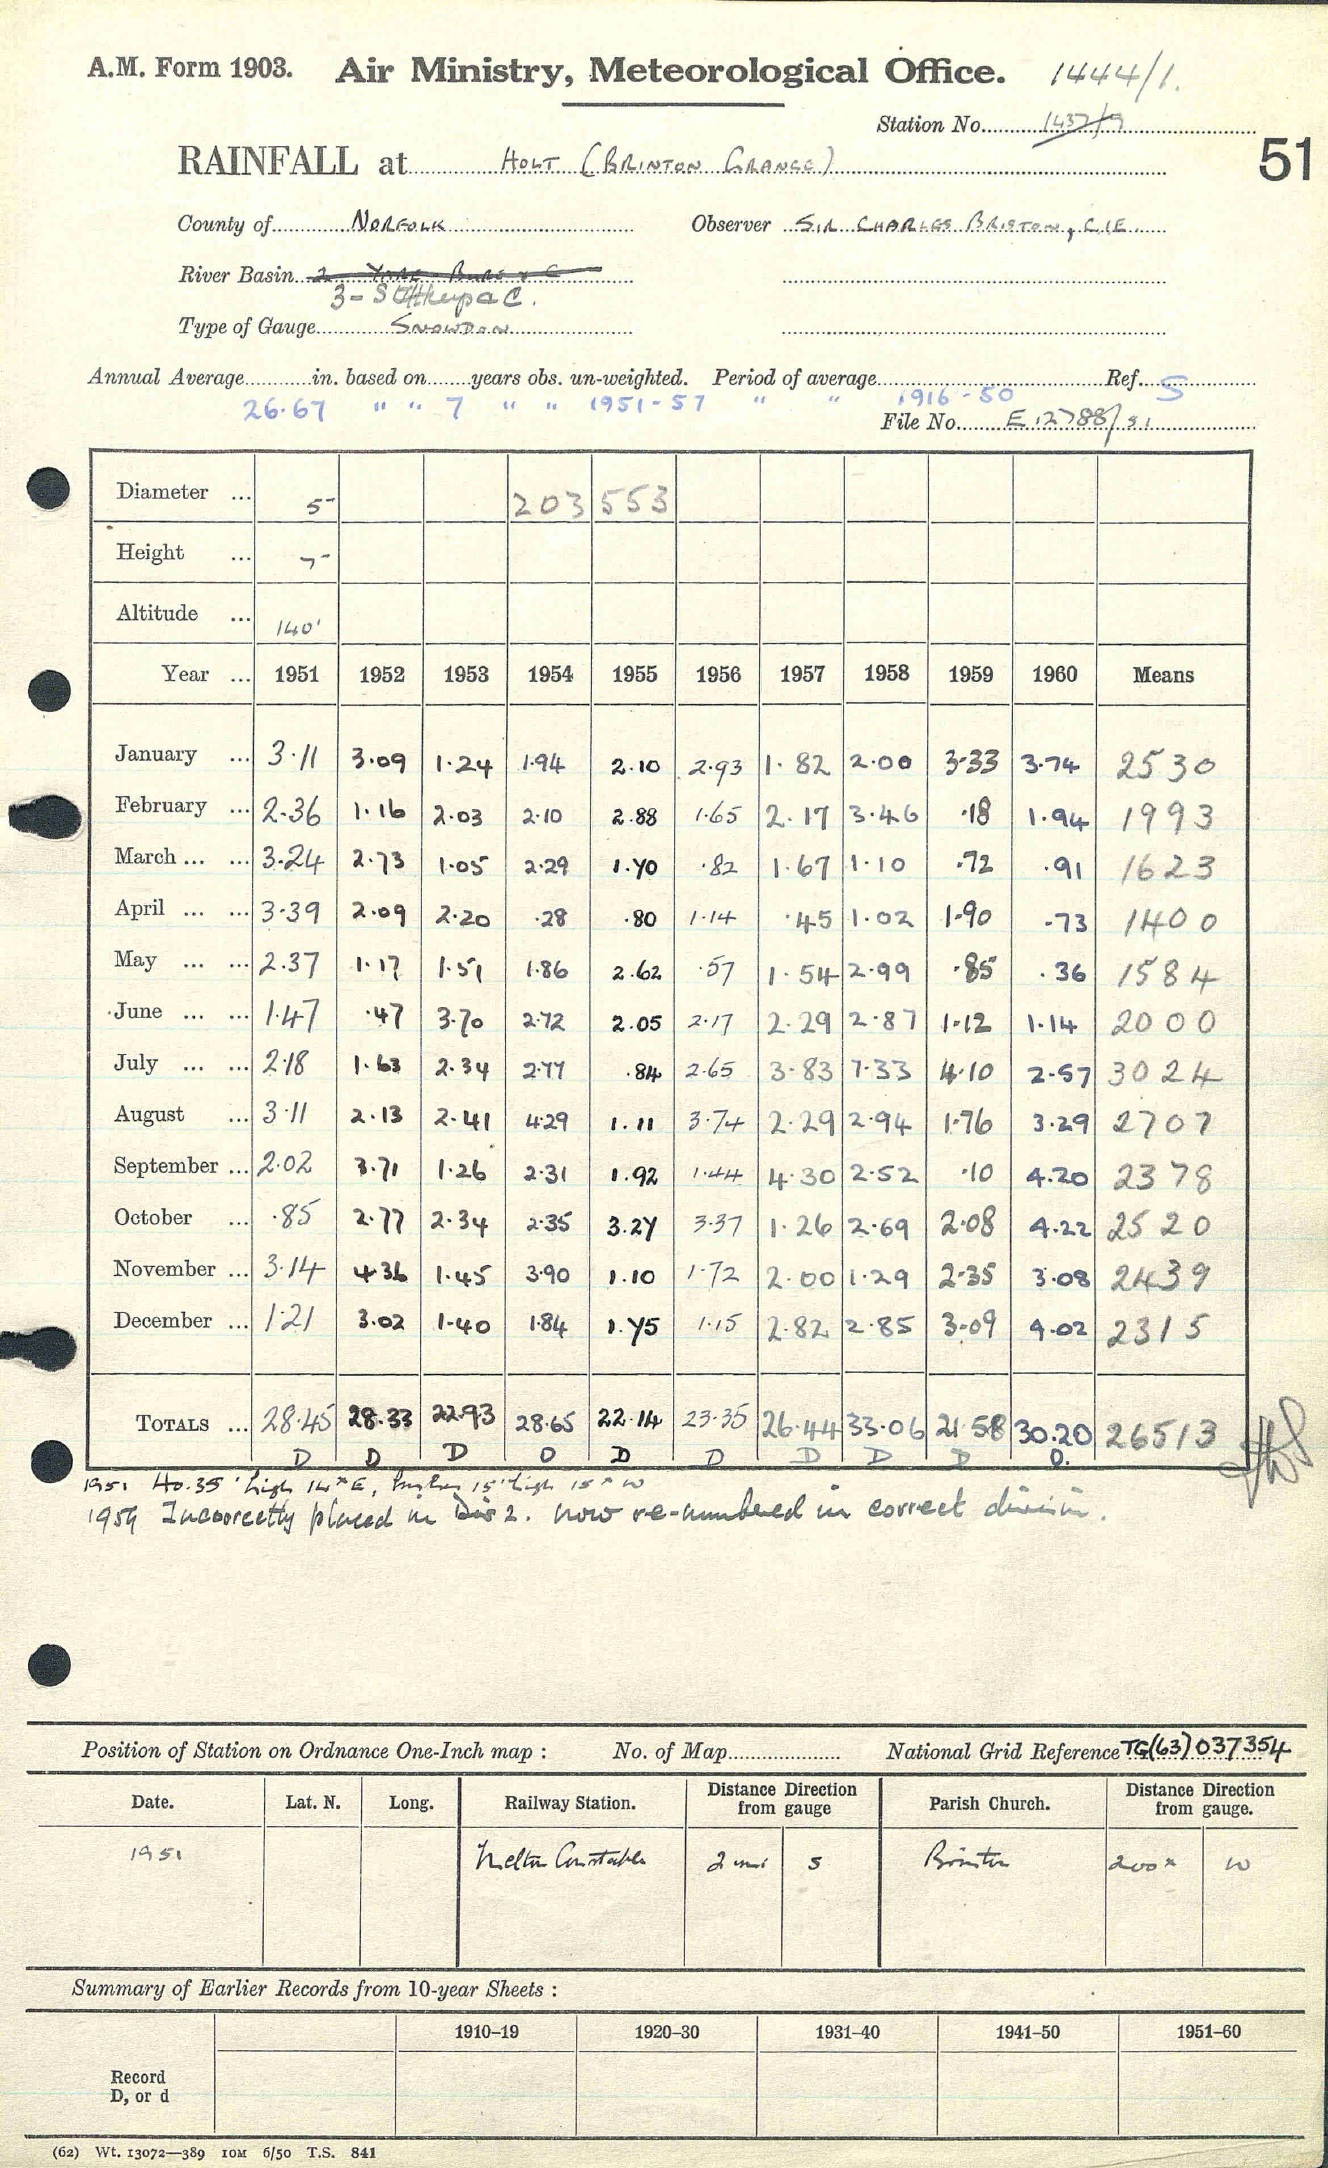 A.M. Form 1903. Air Ministry, Meteorological Office. 1444/1.
Station No. 1437/9
51
RAINFALL at HOLT (BRINTON GRANGE)
County of NORFOLK Observer SIR CHARLES BRISTOW, CIE.
River Basin 2 YARE BURE & C
3 - &C.
Type of Gauge SNOWDON
Annual Average in. based on years obs. un-weighted. Period of average Ref. S
26.67 " " 7 " " 1951-57 " " 1916-50
File No. E.12788/51
Diameter ... 5" 203 553
Height ... 7"
Altitude ... 140'
Year ... 1951 1952 1953 1954 1955 1956 1957 1958 1959 1960 Means
January ... 3.11 3.09 1.24 1.94 2.10 2.93 1.82 2.00 3.33 3.74 2530
February ... 2.36 1.16 2.03 2.10 2.88 1.65 2.17 3.46 .18 1.94 1993
March ... ... 3.24 2.73 1.05 2.29 1.70 .82 1.67 1.10 .72 .91 1623
April ... ... 3.39 2.09 2.20 .28 .80 1.14 .45 1.02 1.90 .73 1400
May ... ... 2.37 1.17 1.51 1.86 2.62 .57 1.54 2.99 .85 .36 1584
June ... ... 1.47 .47 3.70 2.72 2.05 2.17 2.29 2.87 1.12 1.14 2000
July ... ... 2.18 1.63 2.34 2.77 .84 2.65 3.83 7.33 4.10 2.57 3024
August ... 3.11 2.13 2.41 4.29 1.11 3.74 2.29 2.94 1.76 3.29 2707
September ... 2.02 3.71 1.26 2.31 1.92 1.44 4.30 2.52 .10 4.20 2378
October ... .85 2.77 2.34 2.35 3.27 3.37 1.26 2.69 2.08 4.22 2520
November ... 3.14 4.36 1.45 3.90 1.10 1.72 2.00 1.29 2.35 3.08 2439
December ... 1.21 3.02 1.40 1.84 1.75 1.15 2.82 2.85 3.09 4.02 2315
TOTALS ... 28.45 28.33 22.93 28.65 22.14 23.35 26.44 33.06 21.58 30.20 26513
D D D D D D D D D D.
1951 Ho. 35' high 14x E, 15' high 15x W
1959 Incorrectly placed in Div 2. now re-numbered in correct division.
Position of Station on Ordnance One-Inch map : No. of Map National Grid Reference TG(63)037354
Date. Lat. N. Long. Railway Station. Distance Direction from gauge Parish Church. Distance Direction from gauge.
1951 Melton Constable 2 mi S Brinton 200x W
Summary of Earlier Records from 10-year Sheets :
1910-19 1920-30 1931-40 1941-50 1951-60
Record
D, or d
(62) Wt. 13072—389 10M 6/50 T.S. 841